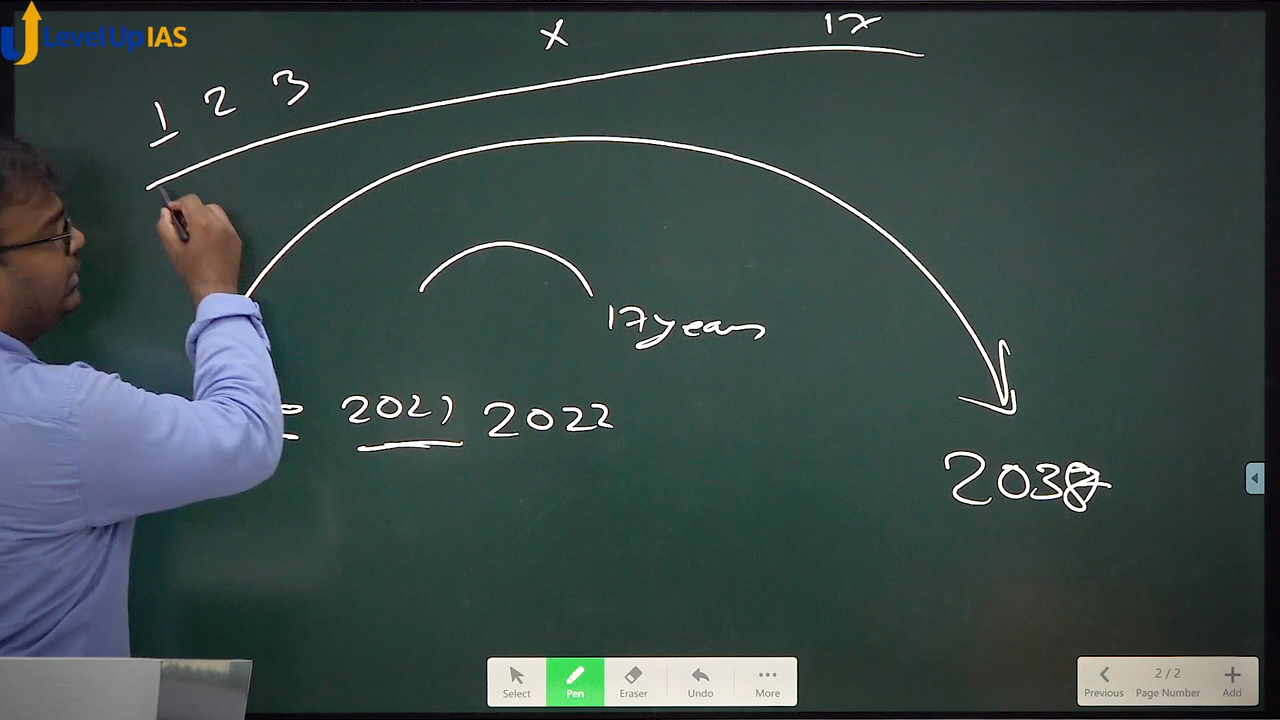 LevelUp IAS
x 17
1 2 3
17 years
= 2021 2022
2038
Select Pen Eraser Undo More
Previous 2/2 Page Number Add